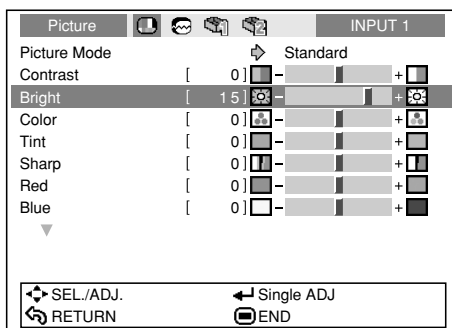 Picture INPUT 1
Picture Mode Standard
Contrast [ 0 ] - +
Bright [ 15 ] - +
Color [ 0 ] - +
Tint [ 0 ] - +
Sharp [ 0 ] - +
Red [ 0 ] - +
Blue [ 0 ] - +
SEL./ADJ. Single ADJ
RETURN END